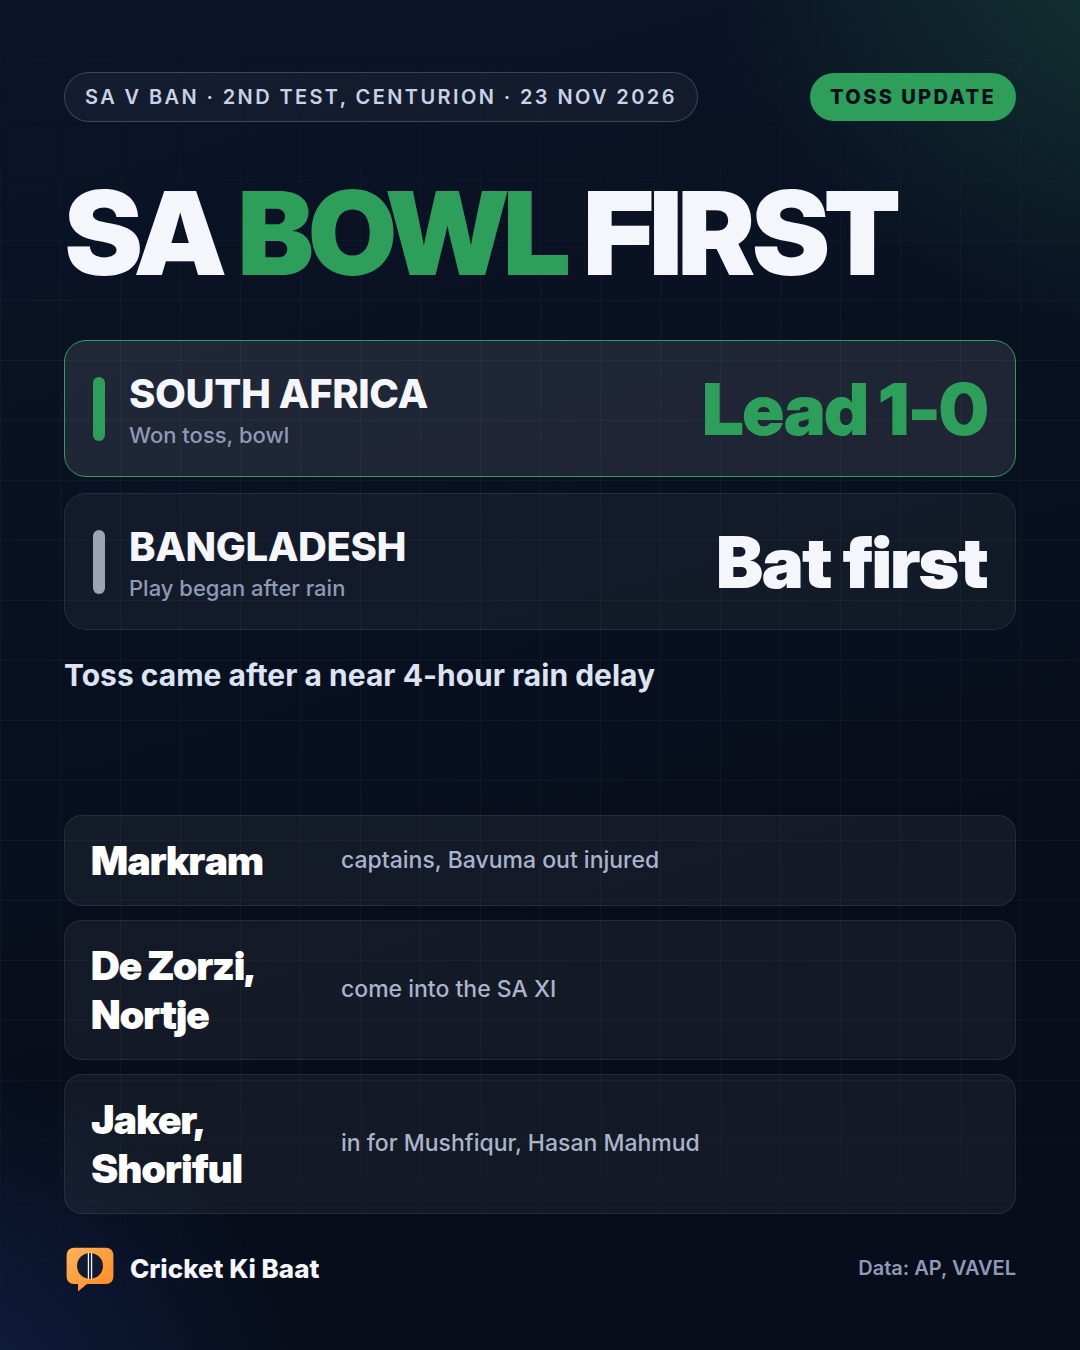 SA V BAN · 2ND TEST, CENTURION · 23 NOV 2026
TOSS UPDATE
SA BOWL FIRST
SOUTH AFRICA
Won toss, bowl
Lead 1-0
BANGLADESH
Play began after rain
Bat first
Toss came after a near 4-hour rain delay
Markram
captains, Bavuma out injured
De Zorzi,
Nortje
come into the SA XI
Jaker,
Shoriful
in for Mushfiqur, Hasan Mahmud
Cricket Ki Baat
Data: AP, VAVEL